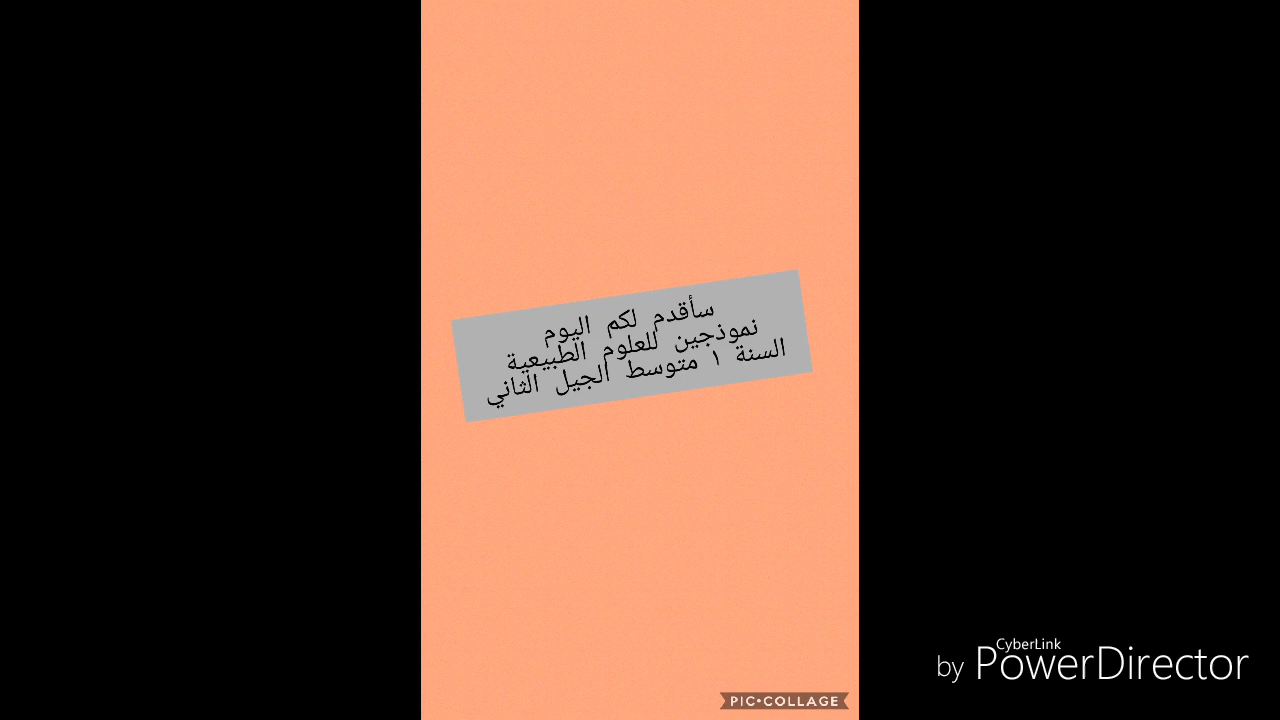 سأقدم لكم اليوم
نموذجين للعلوم الطبيعية
السنة ١ متوسط الجيل الثاني
CyberLink
by PowerDirector
PIC•COLLAGE